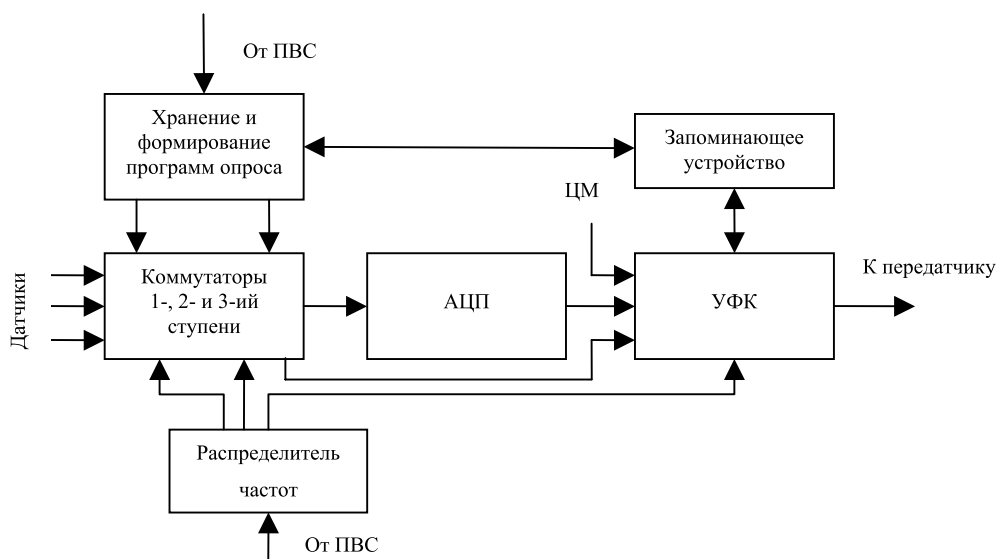 От ПВС
Хранение и
формирование
программ опроса
Запоминающее
устройство
ЦМ
Датчики
Коммутаторы
1-, 2- и 3-ий
ступени
АЦП
УФК
К передатчику
Распределитель
частот
От ПВС